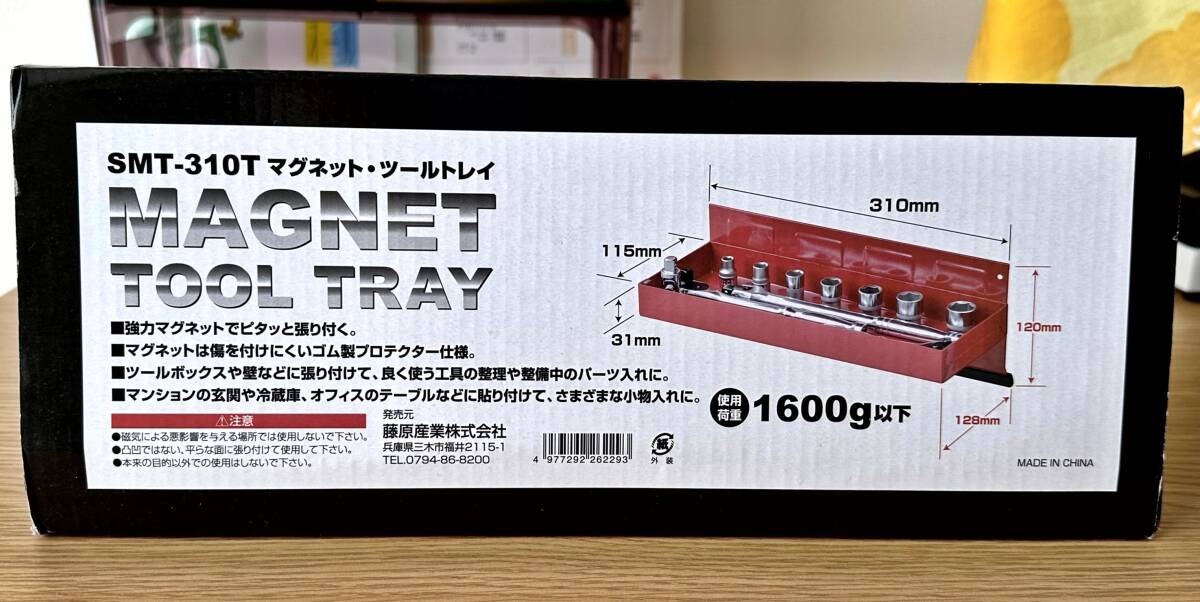 SMT-310T マグネット・ツールトレイ
MAGNET
TOOL TRAY
■強力マグネットでピタッと張り付く。
■マグネットは傷を付けにくいゴム製プロテクター仕様。
■ツールボックスや壁などに張り付けて、良く使う工具の整理や整備中のパーツ入れに。
■マンションの玄関や冷蔵庫、オフィスのテーブルなどに貼り付けて、さまざまな小物入れに。
⚠注意
●磁気による悪影響を与える場所では使用しないで下さい。
●凸凹ではない、平らな面に張り付けて使用して下さい。
●本来の目的以外での使用はしないで下さい。
発売元
藤原産業株式会社
兵庫県三木市福井2115-1
TEL.0794-86-8200
4 977292 262293
紙
外装
310mm
115mm
31mm
120mm
128mm
使用荷重 1600g以下
MADE IN CHINA